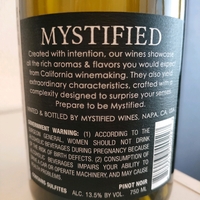 MYSTIFIED
Created with intention, our wines showcase
all the rich aromas & flavors you would expect
from California winemaking. They also yield
extraordinary characteristics, crafted with a
complexity designed to surprise your senses.
Prepare to be Mystified.
& BOTTLED BY MYSTIFIED WINES, NAPA, CA, USA
GOVERNMENT WARNING: (1) ACCORDING TO THE
SURGEON GENERAL, WOMEN SHOULD NOT DRINK
BEVERAGES DURING PREGNANCY BECAUSE
RISK OF BIRTH DEFECTS. (2) CONSUMPTION OF
BEVERAGES IMPAIRS YOUR ABILITY TO
OR OPERATE MACHINERY, AND MAY CAUSE
SULFITES
PINOT NOIR
ALC. 13.5% BY VOL. 750 ML